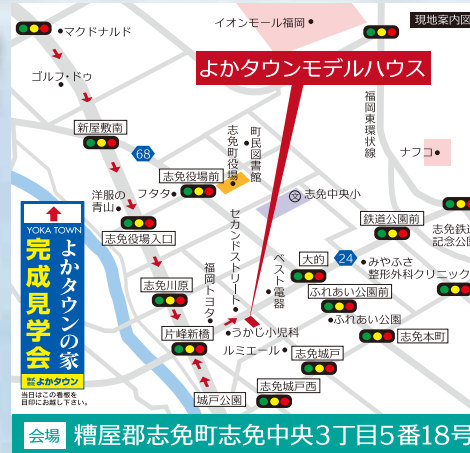 現地案内図
マクドナルド
イオンモール福岡
ゴルフ・ドゥ
よかタウンモデルハウス
新屋敷南
68
志免町役場
町民図書館
福岡東環状線
ナフコ
志免役場前
洋服の
青山
フタタ
志免中央小
志免役場入口
セカンドストリート
鉄道公園前
志免鉄道
記念公園
YOKA TOWN
よかタウンの家
完成見学会
よかタウン
当日はこの看板を
目印にお越し下さい。
志免川原
福岡トヨタ
ベスト電器
大的
24
みやふさ
整形外科クリニック
ふれあい公園前
ふれあい公園
片峰新橋
うかじ小児科
ルミエール
志免城戸
志免本町
志免城戸西
城戸公園
会場
糟屋郡志免町志免中央3丁目5番18号